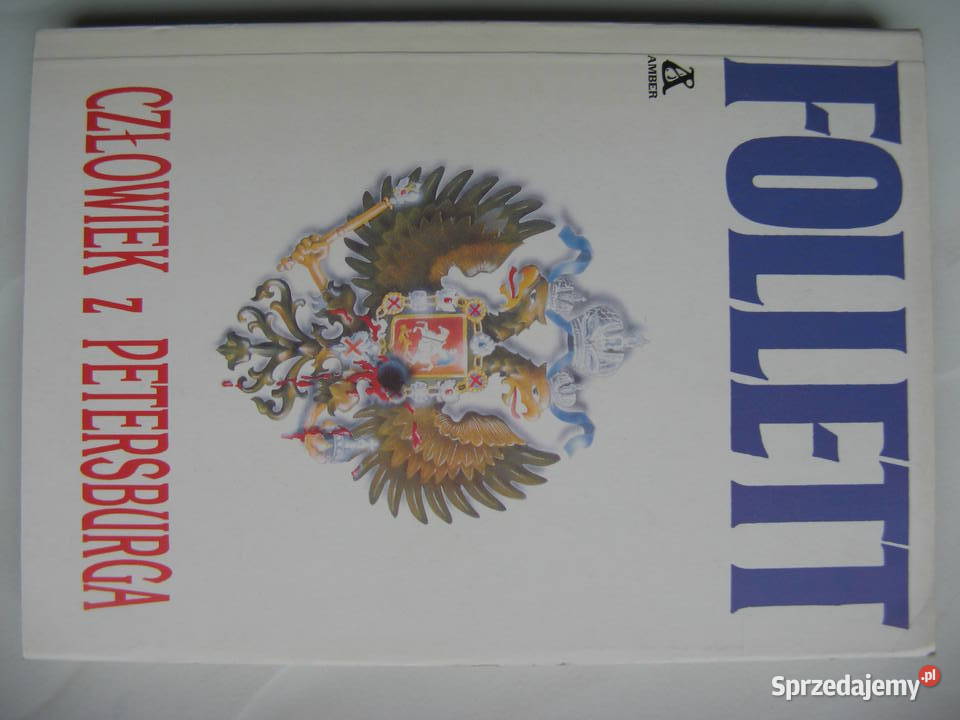 FOLLETT
AMBER
CZŁOWIEK Z PETERSBURGA
Sprzedajemy.pl